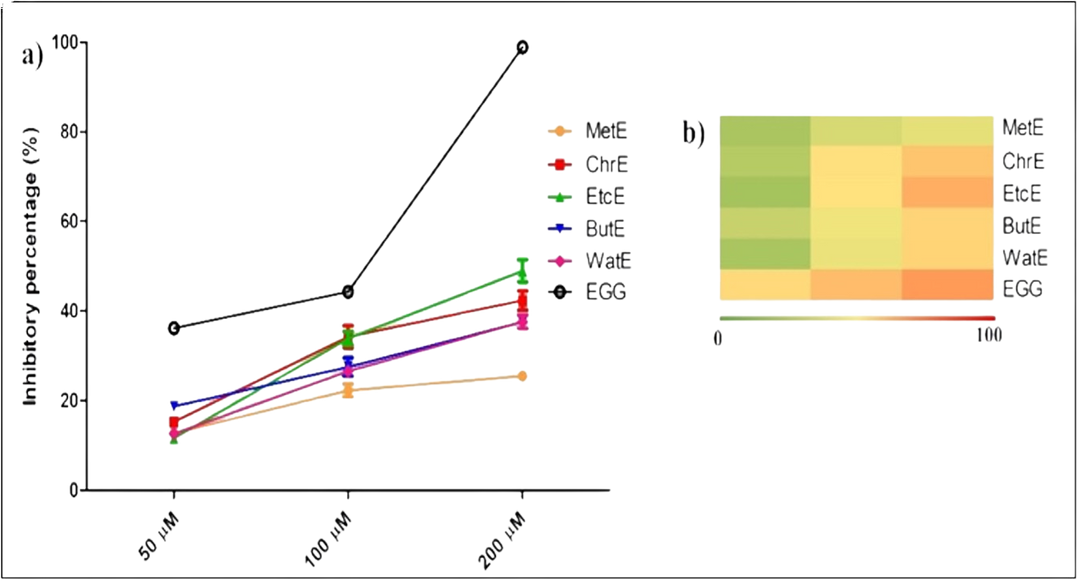 a)
Inhibitory percentage (%)
100
80
60
40
20
0
50 µM
100 µM
200 µM
MetE
ChrE
EtcE
ButE
WatE
EGG
b)
MetE
ChrE
EtcE
ButE
WatE
EGG
0
100